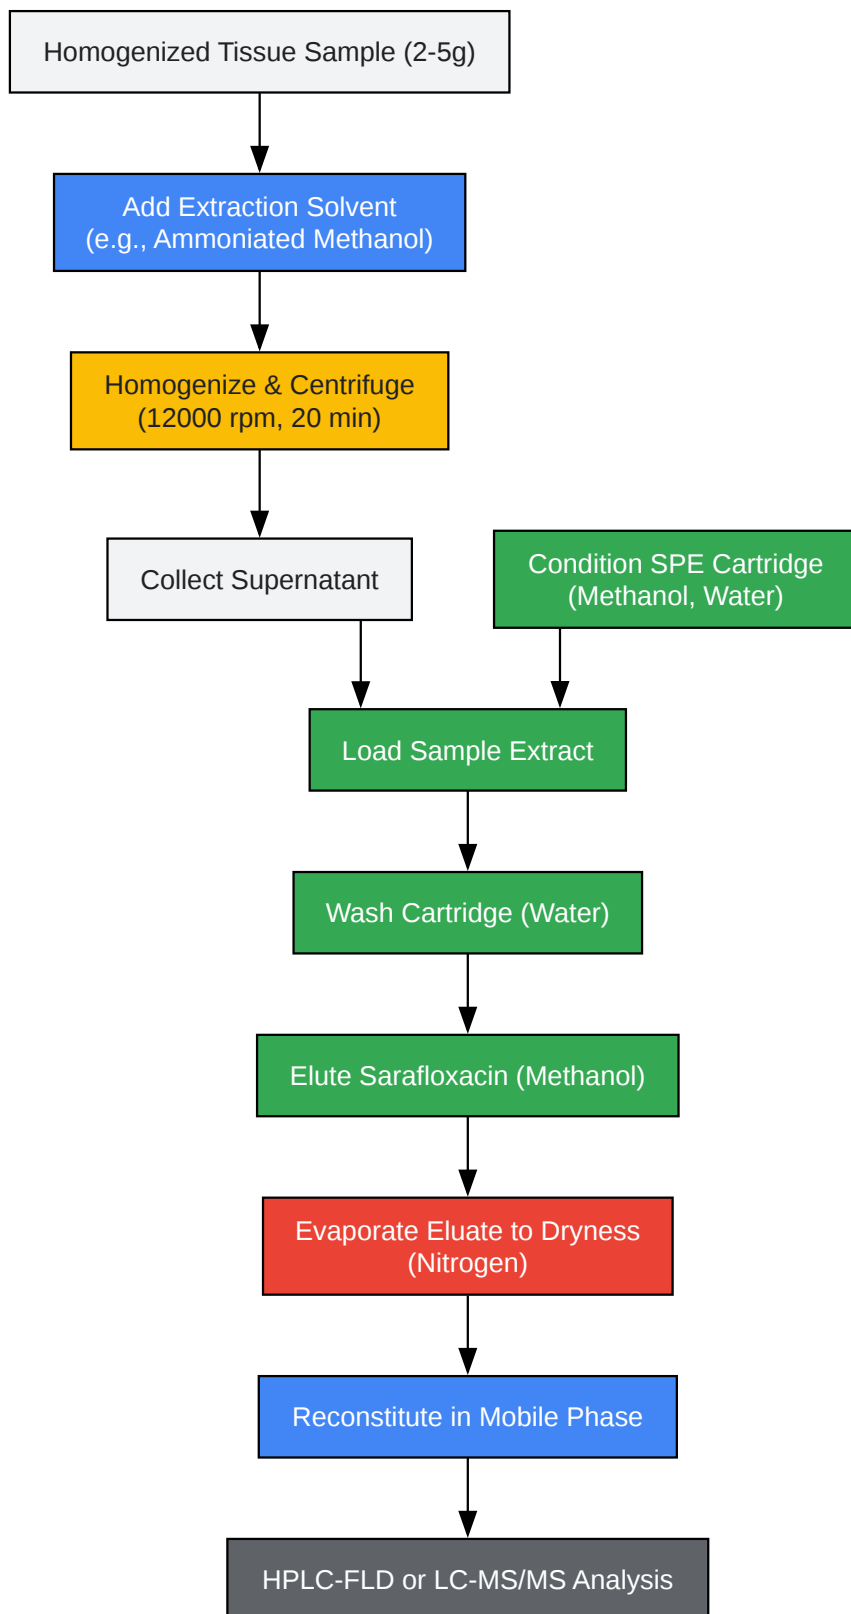 Homogenized Tissue Sample (2-5g)
Add Extraction Solvent
(e.g., Ammoniated Methanol)
Homogenize & Centrifuge
(12000 rpm, 20 min)
Collect Supernatant
Condition SPE Cartridge
(Methanol, Water)
Load Sample Extract
Wash Cartridge (Water)
Elute Sarafloxacin (Methanol)
Evaporate Eluate to Dryness
(Nitrogen)
Reconstitute in Mobile Phase
HPLC-FLD or LC-MS/MS Analysis